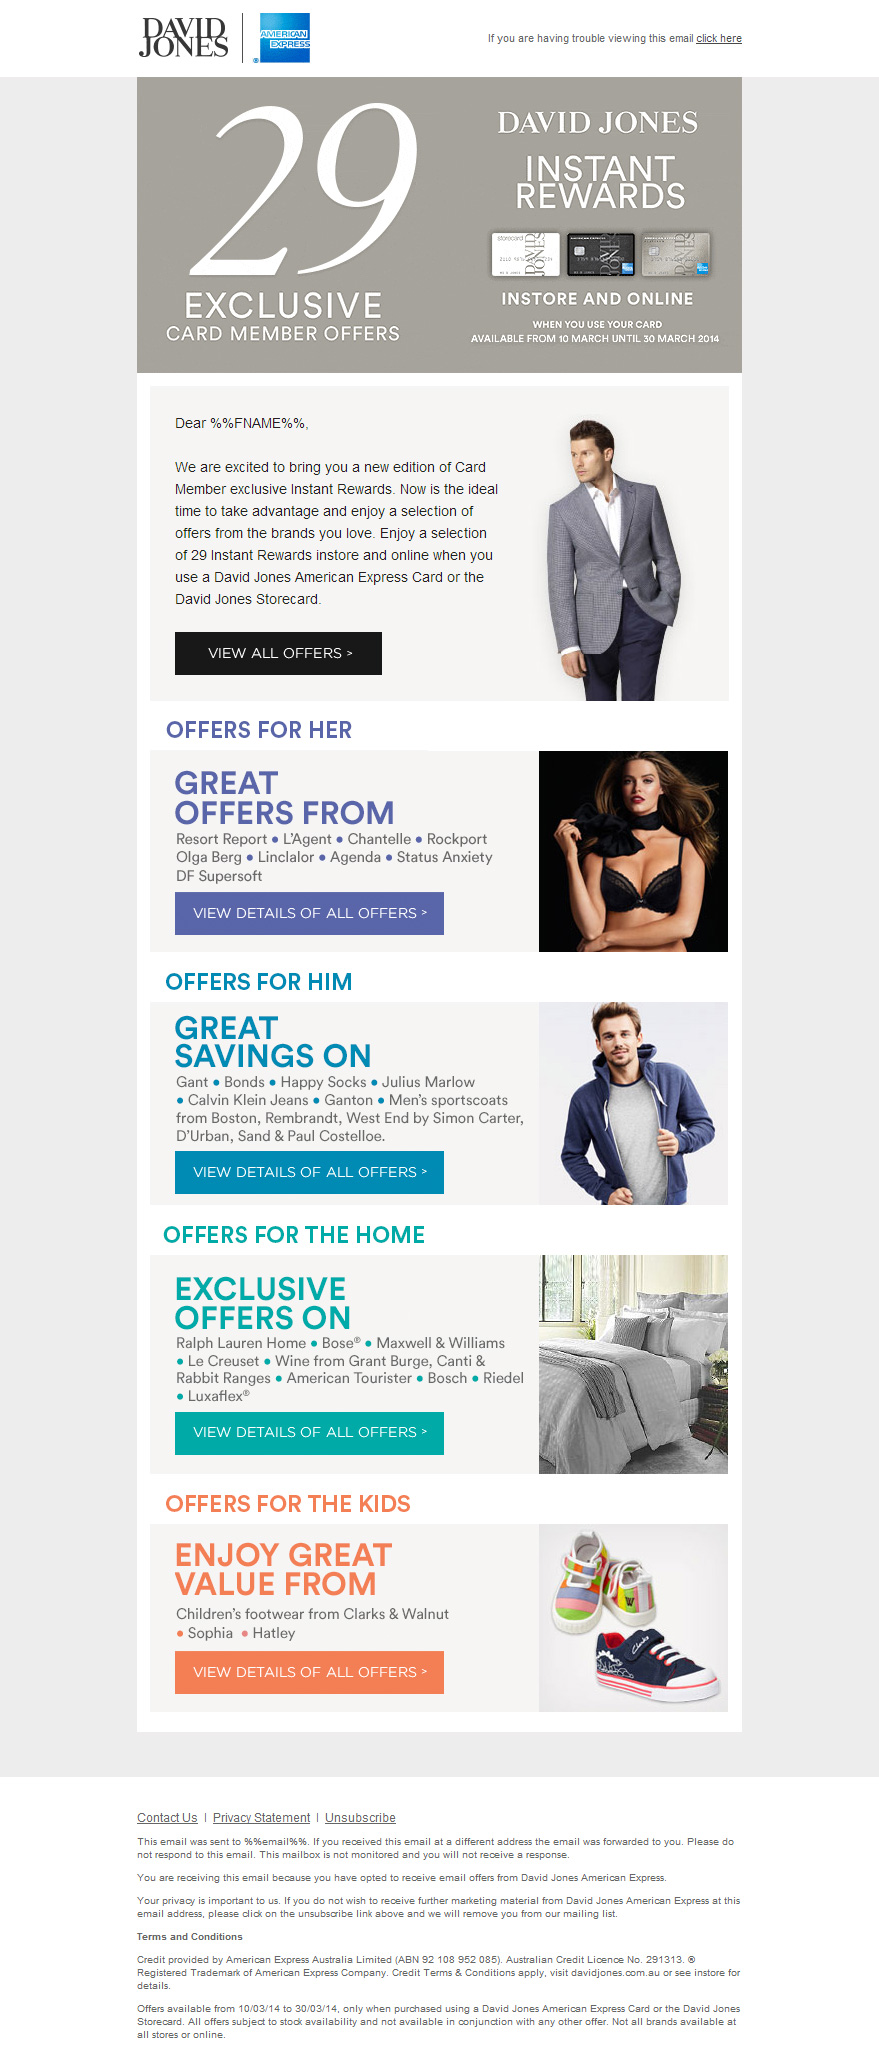 DAVID
JONES
AMERICAN
EXPRESS
®
If you are having trouble viewing this email click here
29
EXCLUSIVE
CARD MEMBER OFFERS
DAVID JONES
INSTANT
REWARDS
INSTORE AND ONLINE
WHEN YOU USE YOUR CARD
AVAILABLE FROM 10 MARCH UNTIL 30 MARCH 2014
Dear %%FNAME%%,
We are excited to bring you a new edition of Card
Member exclusive Instant Rewards. Now is the ideal
time to take advantage and enjoy a selection of
offers from the brands you love. Enjoy a selection
of 29 Instant Rewards instore and online when you
use a David Jones American Express Card or the
David Jones Storecard.
VIEW ALL OFFERS >
OFFERS FOR HER
GREAT
OFFERS FROM
Resort Report • L'Agent • Chantelle • Rockport
Olga Berg • Linclalor • Agenda • Status Anxiety
DF Supersoft
VIEW DETAILS OF ALL OFFERS >
OFFERS FOR HIM
GREAT
SAVINGS ON
Gant • Bonds • Happy Socks • Julius Marlow
• Calvin Klein Jeans • Ganton • Men's sportscoats
from Boston, Rembrandt, West End by Simon Carter,
D'Urban, Sand & Paul Costelloe.
VIEW DETAILS OF ALL OFFERS >
OFFERS FOR THE HOME
EXCLUSIVE
OFFERS ON
Ralph Lauren Home • Bose® • Maxwell & Williams
• Le Creuset • Wine from Grant Burge, Canti &
Rabbit Ranges • American Tourister • Bosch • Riedel
• Luxaflex®
VIEW DETAILS OF ALL OFFERS >
OFFERS FOR THE KIDS
ENJOY GREAT
VALUE FROM
Children's footwear from Clarks & Walnut
• Sophia • Hatley
VIEW DETAILS OF ALL OFFERS >
W
Clarks
Contact Us | Privacy Statement | Unsubscribe
This email was sent to %%email%%. If you received this email at a different address the email was forwarded to you. Please do
not respond to this email. This mailbox is not monitored and you will not receive a response.
You are receiving this email because you have opted to receive email offers from David Jones American Express.
Your privacy is important to us. If you do not wish to receive further marketing material from David Jones American Express at this
email address, please click on the unsubscribe link above and we will remove you from our mailing list.
Terms and Conditions
Credit provided by American Express Australia Limited (ABN 92 108 952 085). Australian Credit Licence No. 291313. ®
Registered Trademark of American Express Company. Credit Terms & Conditions apply, visit davidjones.com.au or see instore for
details.
Offers available from 10/03/14 to 30/03/14, only when purchased using a David Jones American Express Card or the David Jones
Storecard. All offers subject to stock availability and not available in conjunction with any other offer. Not all brands available at
all stores or online.